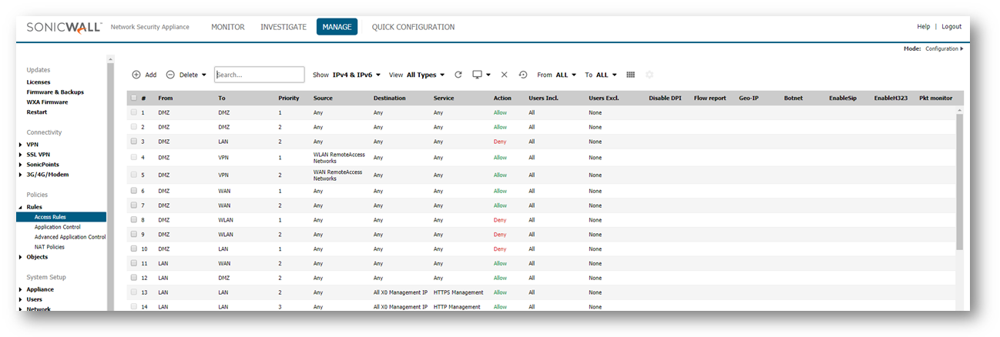 SONICWALL Network Security Appliance MONITOR INVESTIGATE MANAGE QUICK CONFIGURATION Help | Logout
Mode: Configuration
Updates
Licenses
Firmware & Backups
WXA Firmware
Restart
Connectivity
VPN
SSL VPN
SonicPoints
3G/4G/Modem
Policies
Rules
Access Rules
Application Control
Advanced Application Control
NAT Policies
Objects
System Setup
Appliance
Users
Network
Add Delete Search... Show IPv4 & IPv6 View All Types From ALL To ALL
# From To Priority Source Destination Service Action Users Incl. Users Excl. Disable DPI Flow report Geo-IP Botnet EnableSip EnableH323 Pkt monitor
1 DMZ DMZ 1 Any Any Any Allow All None
2 DMZ DMZ 2 Any Any Any Allow All None
3 DMZ LAN 2 Any Any Any Deny All None
4 DMZ VPN 1 WLAN RemoteAccess Networks Any Any Allow All None
5 DMZ VPN 2 WAN RemoteAccess Networks Any Any Allow All None
6 DMZ WAN 1 Any Any Any Allow All None
7 DMZ WAN 2 Any Any Any Allow All None
8 DMZ WLAN 1 Any Any Any Deny All None
9 DMZ WLAN 2 Any Any Any Deny All None
10 DMZ LAN 1 Any Any Any Deny All None
11 LAN WAN 2 Any Any Any Allow All None
12 LAN DMZ 2 Any Any Any Allow All None
13 LAN LAN 2 Any All X0 Management IP HTTPS Management Allow All None
14 LAN LAN 3 Any All X0 Management IP HTTP Management Allow All None